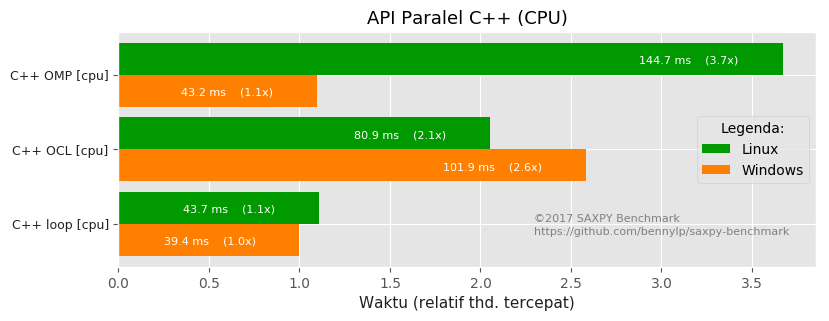 API Paralel C++ (CPU)
C++ OMP [cpu]
144.7 ms (3.7x)
43.2 ms (1.1x)
C++ OCL [cpu]
80.9 ms (2.1x)
101.9 ms (2.6x)
C++ loop [cpu]
43.7 ms (1.1x)
39.4 ms (1.0x)
Legenda:
Linux
Windows
©2017 SAXPY Benchmark
https://github.com/bennylp/saxpy-benchmark
0.0 0.5 1.0 1.5 2.0 2.5 3.0 3.5
Waktu (relatif thd. tercepat)